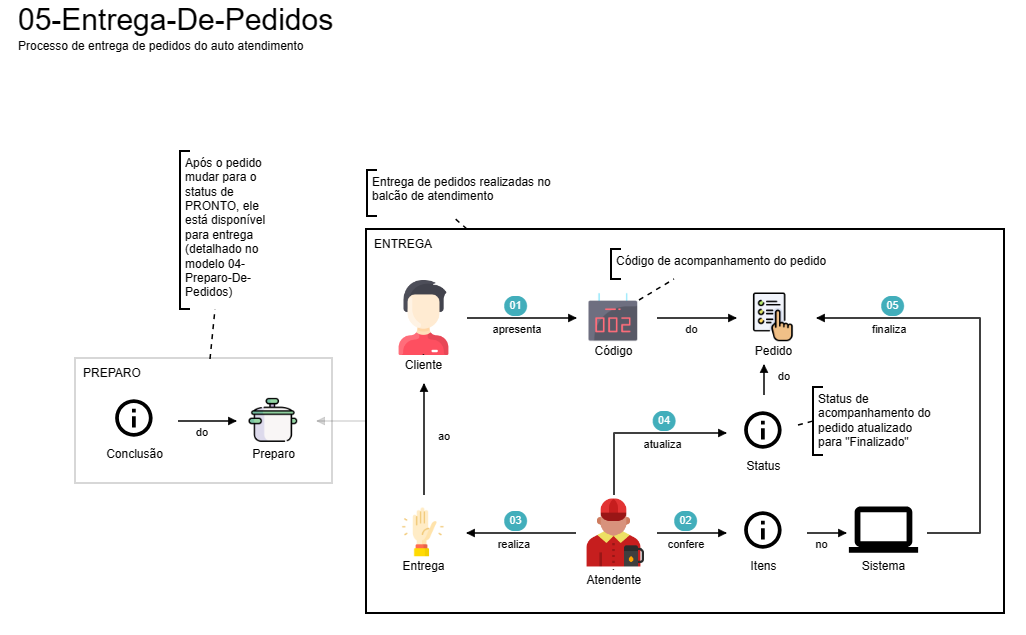 05-Entrega-De-Pedidos
Processo de entrega de pedidos do auto atendimento
Após o pedido
mudar para o
status de
PRONTO, ele
está disponível
para entrega
(detalhado no
modelo 04-
Preparo-De-
Pedidos)
PREPARO
Conclusão
do
Preparo
Entrega de pedidos realizadas no
balcão de atendimento
ENTREGA
Código de acompanhamento do pedido
Cliente
01
apresenta
002
Código
do
Pedido
05
finaliza
ao
04
atualiza
do
Status
Status de
acompanhamento do
pedido atualizado
para "Finalizado"
Entrega
03
realiza
Atendente
02
confere
Itens
no
Sistema